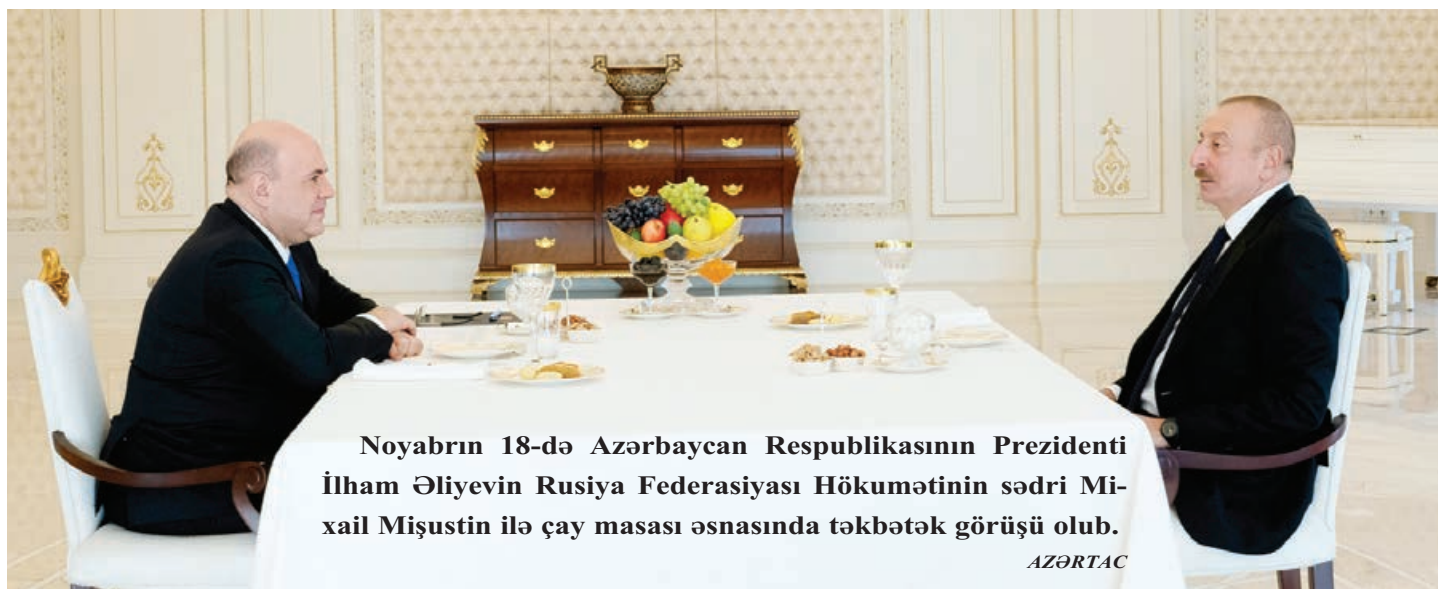 Noyabrın 18-də Azərbaycan Respublikasının Prezidenti
İlham Əliyevin Rusiya Federasiyası Hökumətinin sədri Mi-
xail Mişustin ilə çay masası əsnasında təkbətək görüşü olub.
AZƏRTAC